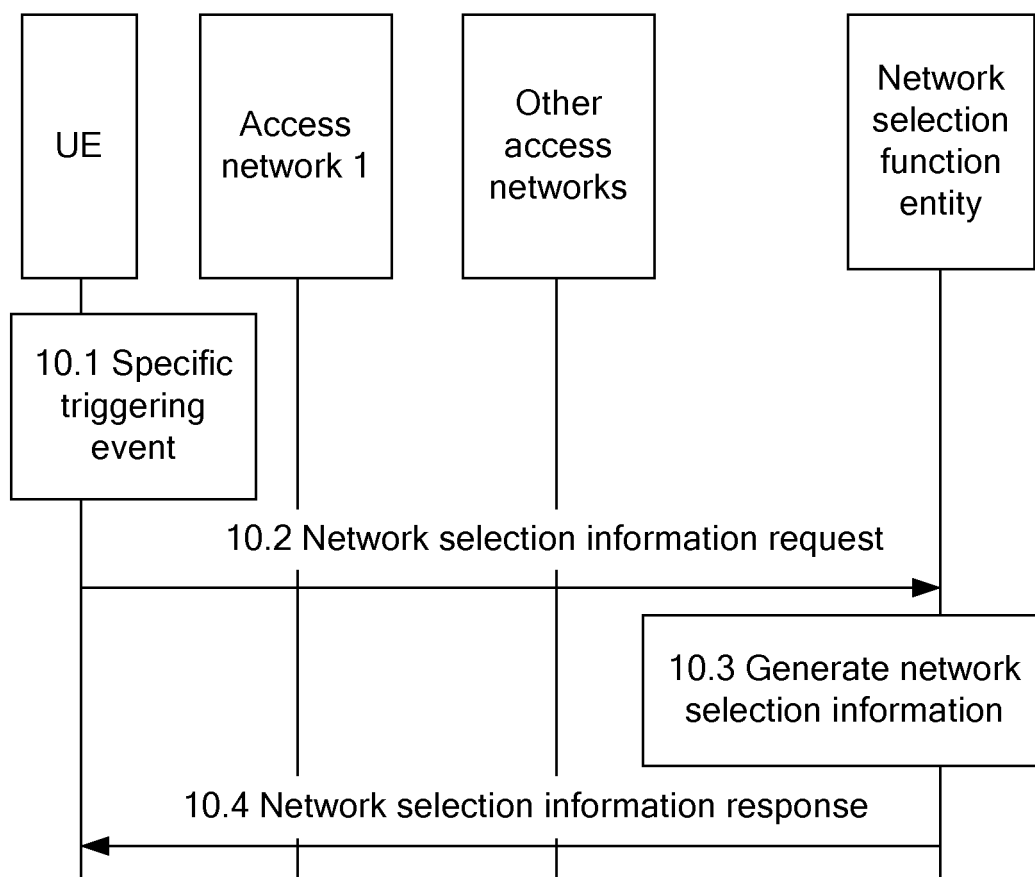 UE
Access
network 1
Other
access
networks
Network
selection
function
entity
10.1 Specific
triggering
event
10.2 Network selection information request
10.3 Generate network
selection information
10.4 Network selection information response